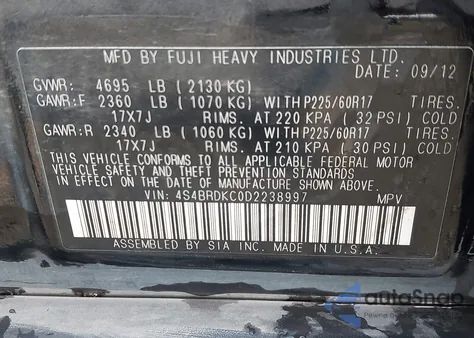 MFD BY FUJI HEAVY INDUSTRIES LTD.
DATE: 09/12
GVWR: 4695 LB (2130 KG)
GAWR:F 2360 LB (1070 KG) WITH P225/60R17 TIRES.
17X7J RIMS. AT 220 KPA (32 PSI) COLD
GAWR:R 2340 LB (1060 KG) WITH P225/60R17 TIRES.
17X7J RIMS. AT 210 KPA (30 PSI) COLD
THIS VEHICLE CONFORMS TO ALL APPLICABLE FEDERAL MOTOR
VEHICLE SAFETY AND THEFT PREVENTION STANDARDS
IN EFFECT ON THE DATE OF MANUFACTURE SHOWN ABOVE.
VIN: 4S4BRDKC0D2238997 MPV
ASSEMBLED BY SIA INC. MADE IN U.S.A.
autoSnap